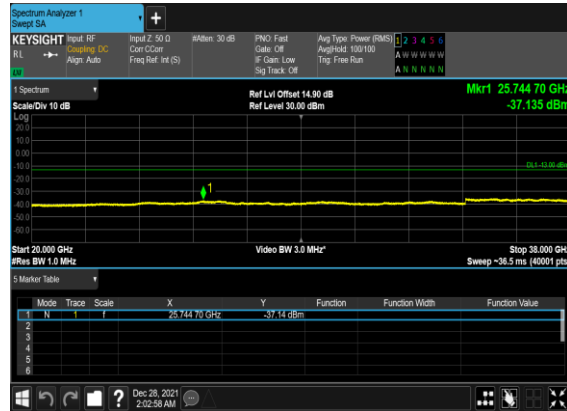 Spectrum Analyzer 1
Swept SA
+
KEYSIGHT Input: RF Input Z: 50 Ω #Atten: 30 dB PNO: Fast Avg Type: Power (RMS) 1 2 3 4 5 6
RL Coupling: DC Corr CCorr Gate: Off Avg|Hold: 100/100 A W W W W W
Align: Auto Freq Ref: Int (S) IF Gain: Low Trig: Free Run A N N N N N
Sig Track: Off
1 Spectrum Ref Lvl Offset 14.90 dB Mkr1 25.744 70 GHz
Scale/Div 10 dB Ref Level 30.00 dBm -37.135 dBm
Log
20.0
10.0
0.00
-10.0 DL1 -13.00 dBm
-20.0
-30.0 1
-40.0
-50.0
-60.0
Start 20.000 GHz Video BW 3.0 MHz* Stop 38.000 GHz
#Res BW 1.0 MHz Sweep ~36.5 ms (40001 pts)
5 Marker Table
Mode Trace Scale X Y Function Function Width Function Value
1 N 1 f 25.744 70 GHz -37.14 dBm
2
3
4
5
6
? Dec 28, 2021
2:02:58 AM